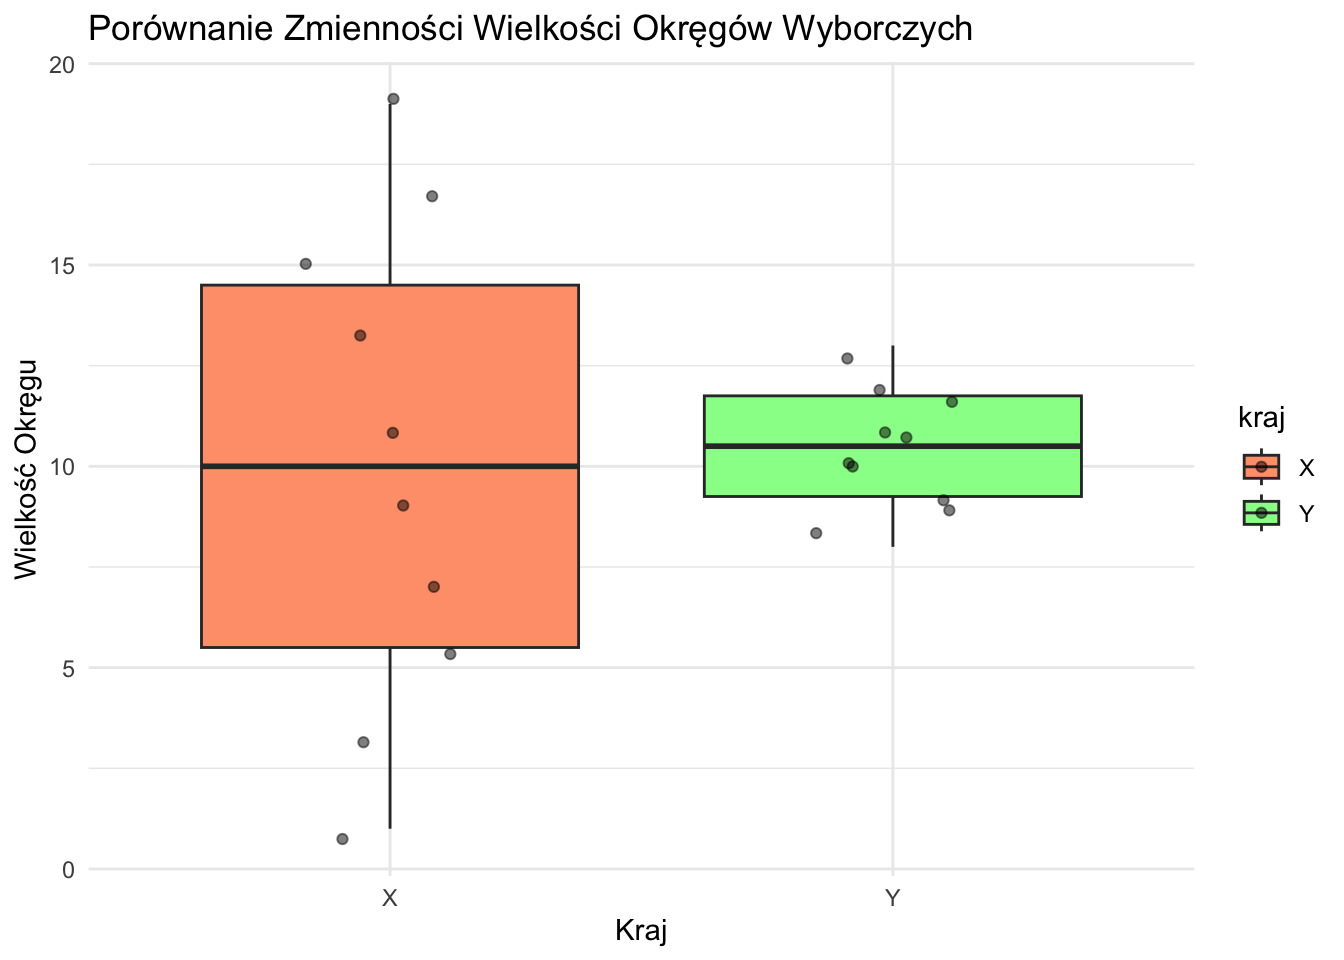 Porównanie Zmienności Wielkości Okręgów Wyborczych
20
15
10
5
0
Wielkość Okręgu
X
Y
Kraj
kraj
X
Y